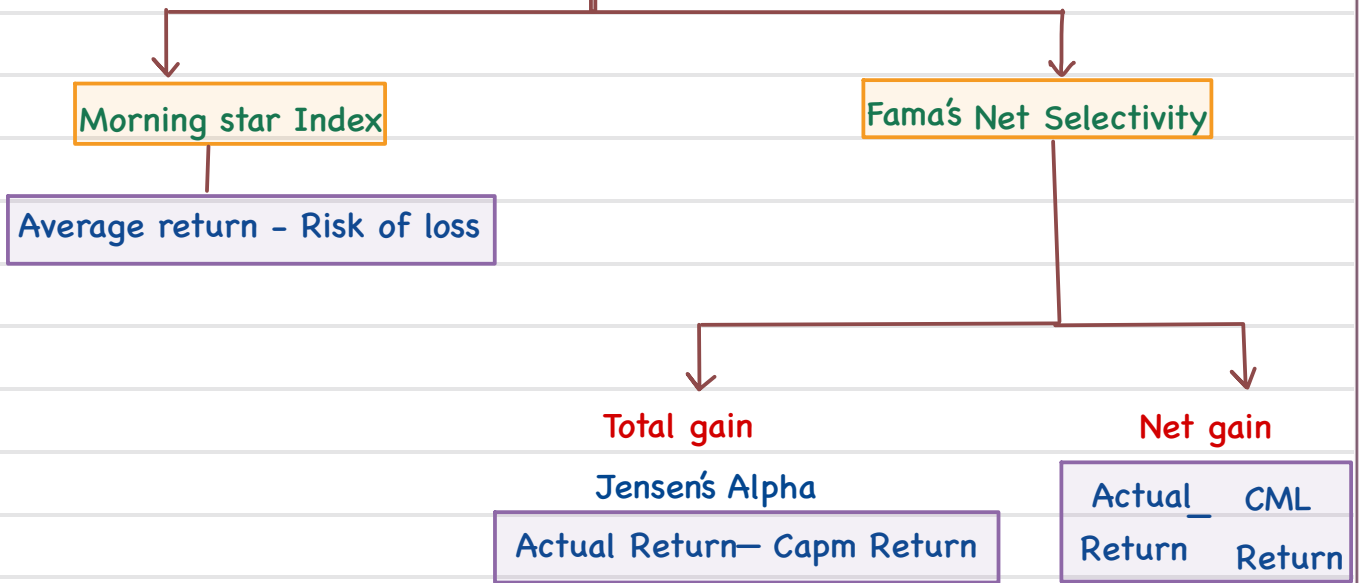 Morning star Index
Fama's Net Selectivity
Average return - Risk of loss
Total gain
Net gain
Jensen's Alpha
Actual Return— Capm Return
Actual_ CML
Return Return